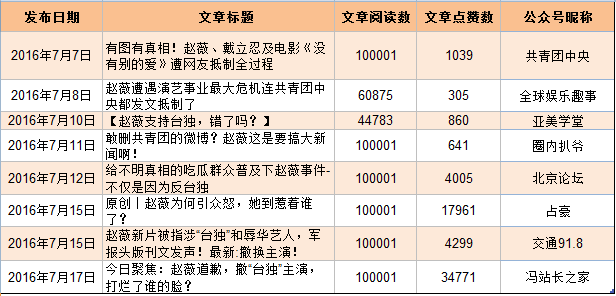 发布日期 文章标题 文章阅读数 文章点赞数 公众号昵称
2016年7月7日 有图有真相！赵薇、戴立忍及电影《没 100001 1039 共青团中央
有别的爱》遭网友抵制全过程
2016年7月8日 赵薇遭遇演艺事业最大危机连共青团中 60875 305 全球娱乐趣事
央都发文抵制了
2016年7月10日 【赵薇支持台独，错了吗？】 44783 860 亚美学堂
2016年7月11日 敢删共青团的微博？赵薇这是要搞大新 100001 641 圈内扒爷
闻啊！
2016年7月12日 给不明真相的吃瓜群众普及下赵薇事件- 100001 4005 北京论坛
不仅是因为反台独
2016年7月15日 原创丨赵薇为何引众怒，她到惹着谁 100001 17961 占豪
了？
2016年7月15日 赵薇新片被指涉“台独”和辱华艺人，军 100001 4299 交通91.8
报头版刊文发声！最新:撤换主演！
2016年7月17日 今日聚焦：赵薇道歉，撤“台独”主演， 100001 34771 冯站长之家
打烂了谁的脸？